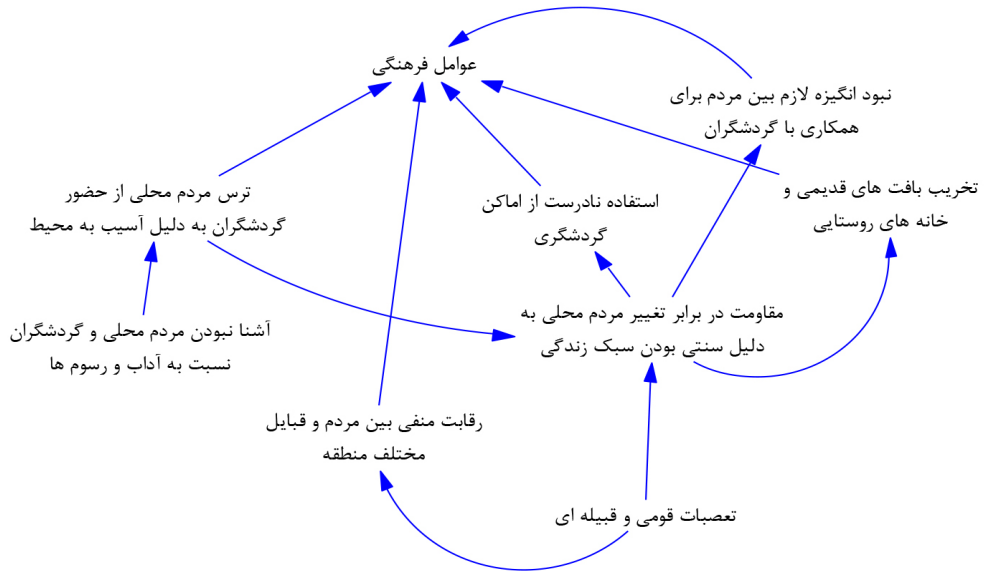 عوامل فرهنگی
نبود انگیزه لازم بین مردم برای
همکاری با گردشگران
تخریب بافت های قدیمی و
خانه های روستایی
استفاده نادرست از اماکن
گردشگری
ترس مردم محلی از حضور
گردشگران به دلیل آسیب به محیط
مقاومت در برابر تغییر مردم محلی به
دلیل سنتی بودن سبک زندگی
آشنا نبودن مردم محلی و گردشگران
نسبت به آداب و رسوم ها
رقابت منفی بین مردم و قبایل
مختلف منطقه
تعصبات قومی و قبیله ای